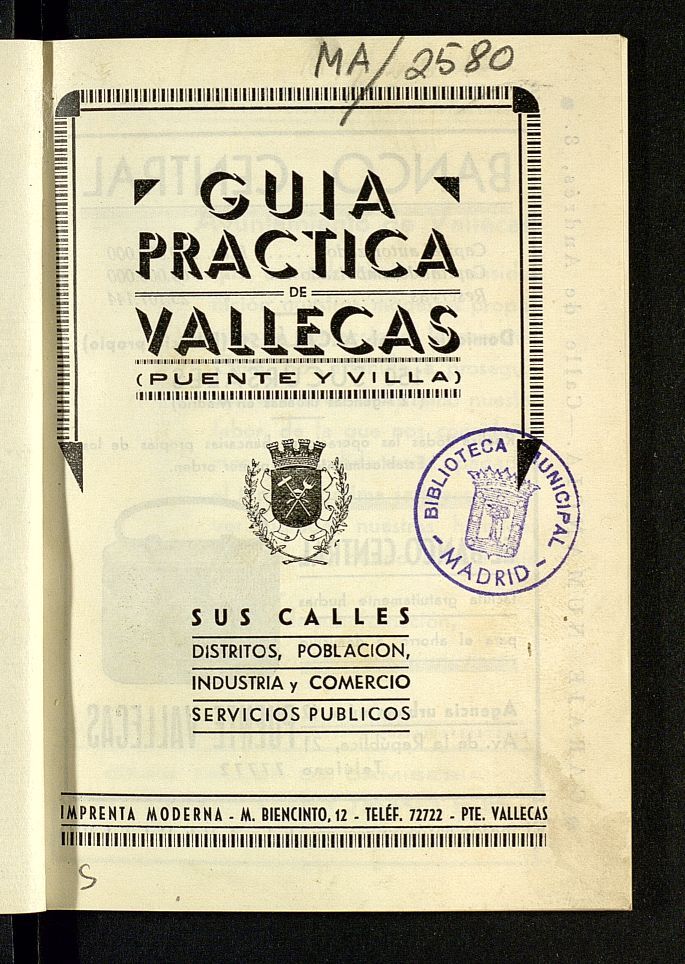 MA/2580
GUIA
PRACTICA
DE
VALLECAS
(PUENTE Y VILLA)
BIBLIOTECA MUNICIPAL
- MADRID -
SUS CALLES
DISTRITOS, POBLACION,
INDUSTRIA y COMERCIO
SERVICIOS PUBLICOS
IMPRENTA MODERNA - M. BIENCINTO, 12 - TELÉF. 72722 - PTE. VALLECAS
S